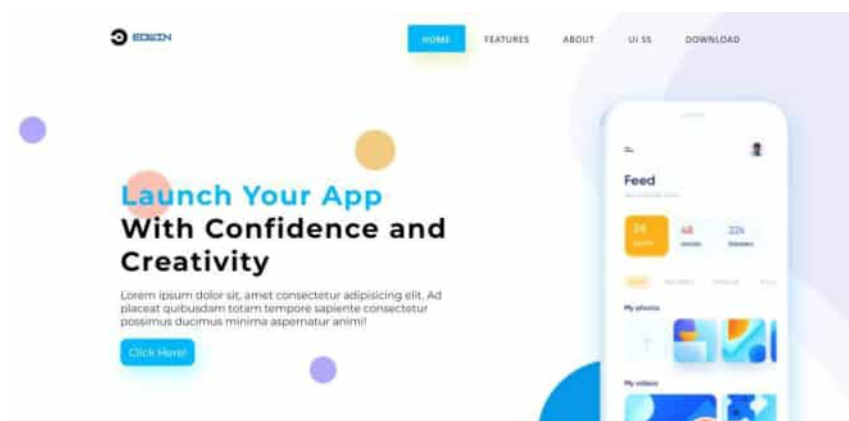 EDWIN
HOME FEATURES ABOUT Ui SS DOWNLOAD
Launch Your App
With Confidence and
Creativity
Lorem ipsum dolor sit, amet consectetur adipisicing elit. Ad
placeat quibusdam totam tempore sapiente consectetur
possimus ducimus minima aspernatur animi!
Click Here!
Feed
24 48 22k
My photos
My videos